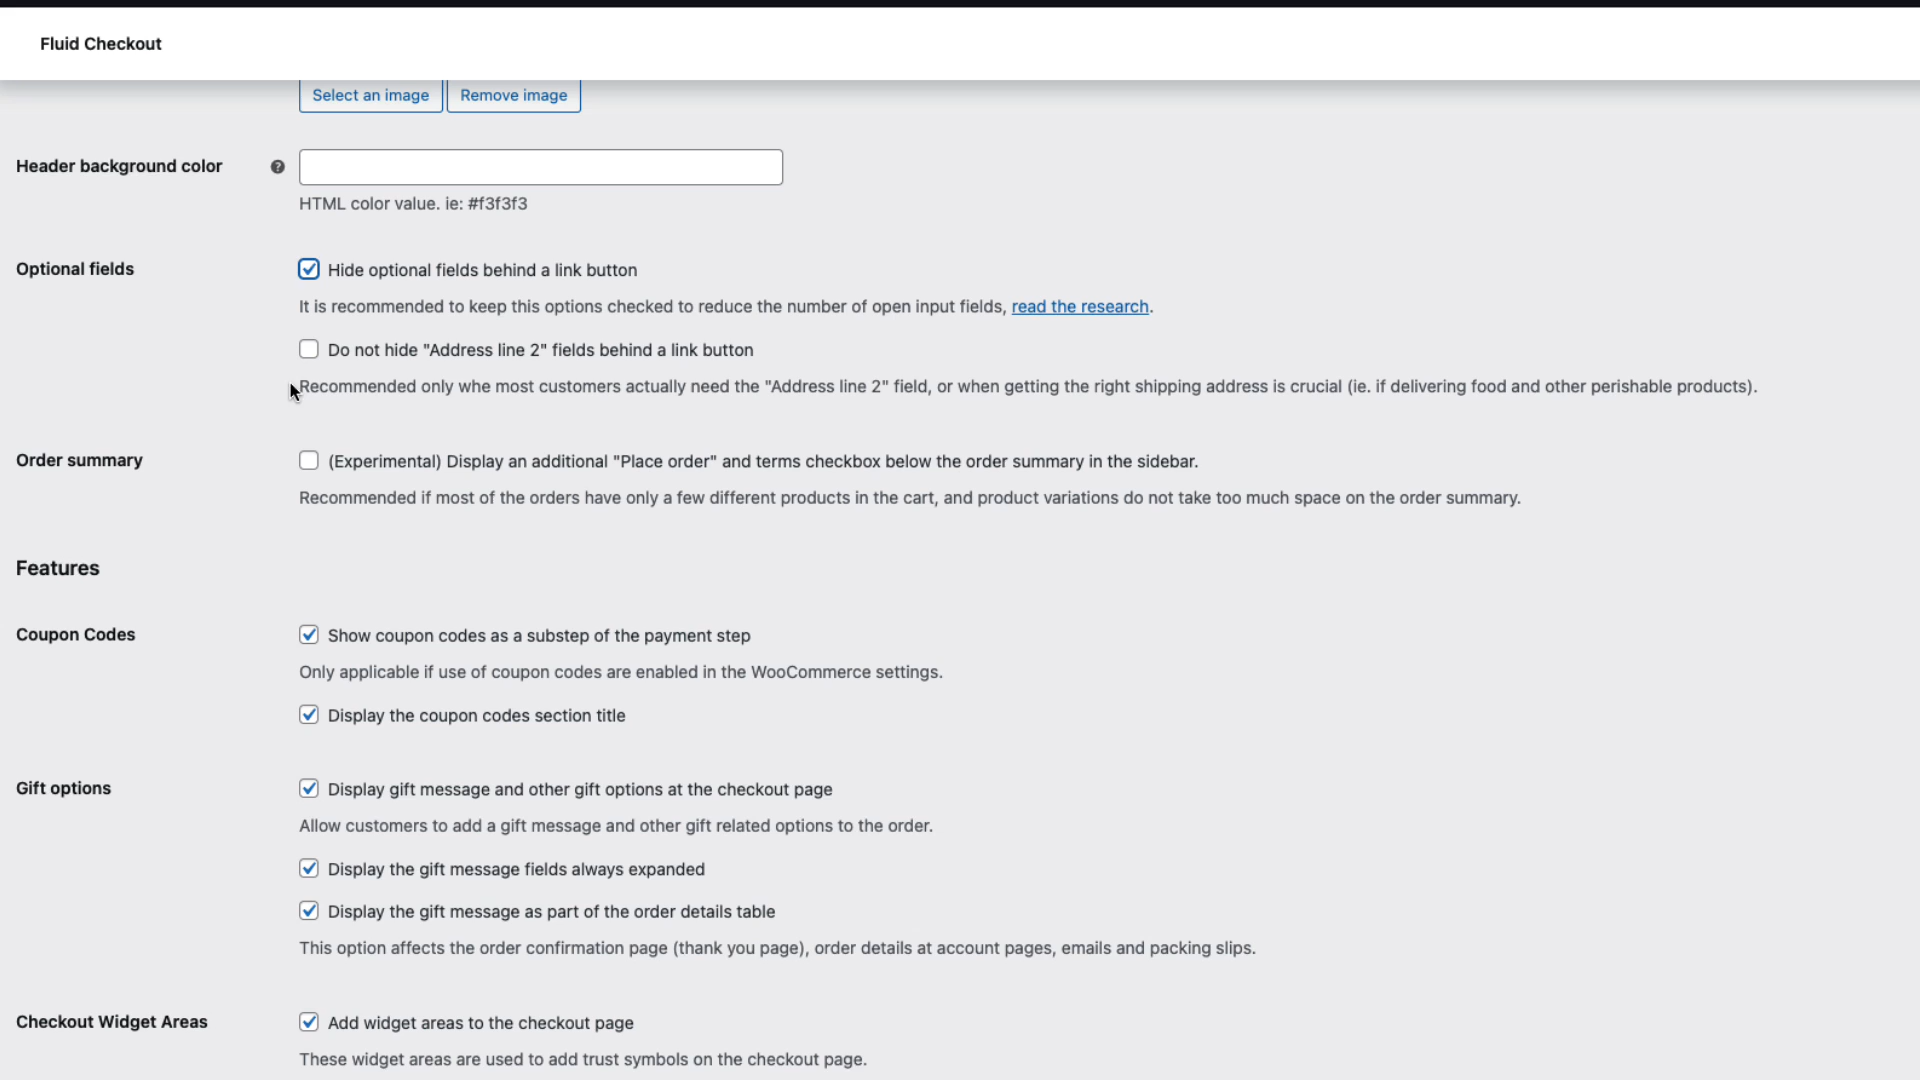 Fluid Checkout
Select an image Remove image
Header background color
HTML color value. ie: #f3f3f3
Optional fields
Hide optional fields behind a link button
It is recommended to keep this options checked to reduce the number of open input fields, read the research.
Do not hide "Address line 2" fields behind a link button
Recommended only whe most customers actually need the "Address line 2" field, or when getting the right shipping address is crucial (ie. if delivering food and other perishable products).
Order summary
(Experimental) Display an additional "Place order" and terms checkbox below the order summary in the sidebar.
Recommended if most of the orders have only a few different products in the cart, and product variations do not take too much space on the order summary.
Features
Coupon Codes
Show coupon codes as a substep of the payment step
Only applicable if use of coupon codes are enabled in the WooCommerce settings.
Display the coupon codes section title
Gift options
Display gift message and other gift options at the checkout page
Allow customers to add a gift message and other gift related options to the order.
Display the gift message fields always expanded
Display the gift message as part of the order details table
This option affects the order confirmation page (thank you page), order details at account pages, emails and packing slips.
Checkout Widget Areas
Add widget areas to the checkout page
These widget areas are used to add trust symbols on the checkout page.